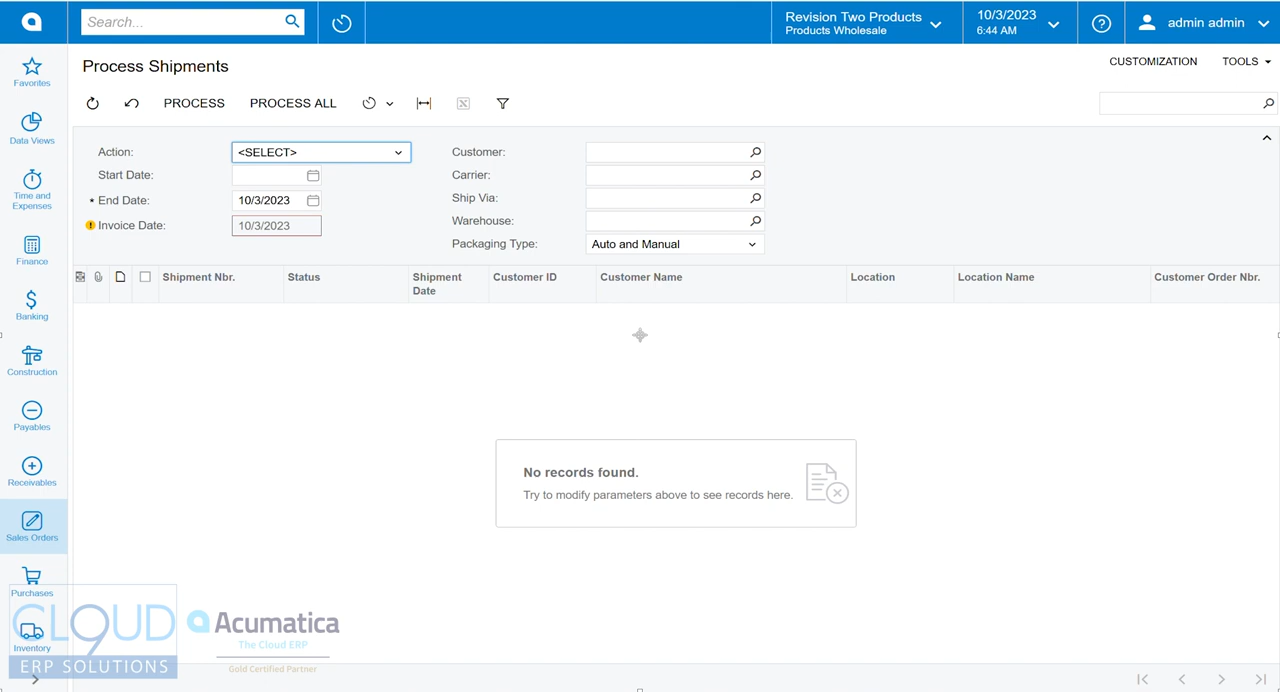 Search...
Revision Two Products
Products Wholesale
10/3/2023
6:44 AM
admin admin
Favorites
Data Views
Time and
Expenses
Finance
Banking
Construction
Payables
Receivables
Sales Orders
Purchases
Inventory
Process Shipments
CUSTOMIZATION
TOOLS
PROCESS
PROCESS ALL
Action:
<SELECT>
Start Date:
End Date:
10/3/2023
Invoice Date:
10/3/2023
Customer:
Carrier:
Ship Via:
Warehouse:
Packaging Type:
Auto and Manual
Shipment Nbr.
Status
Shipment
Date
Customer ID
Customer Name
Location
Location Name
Customer Order Nbr.
No records found.
Try to modify parameters above to see records here.
CLOUD
9
ERP SOLUTIONS
Acumatica
The Cloud ERP
Gold Certified Partner